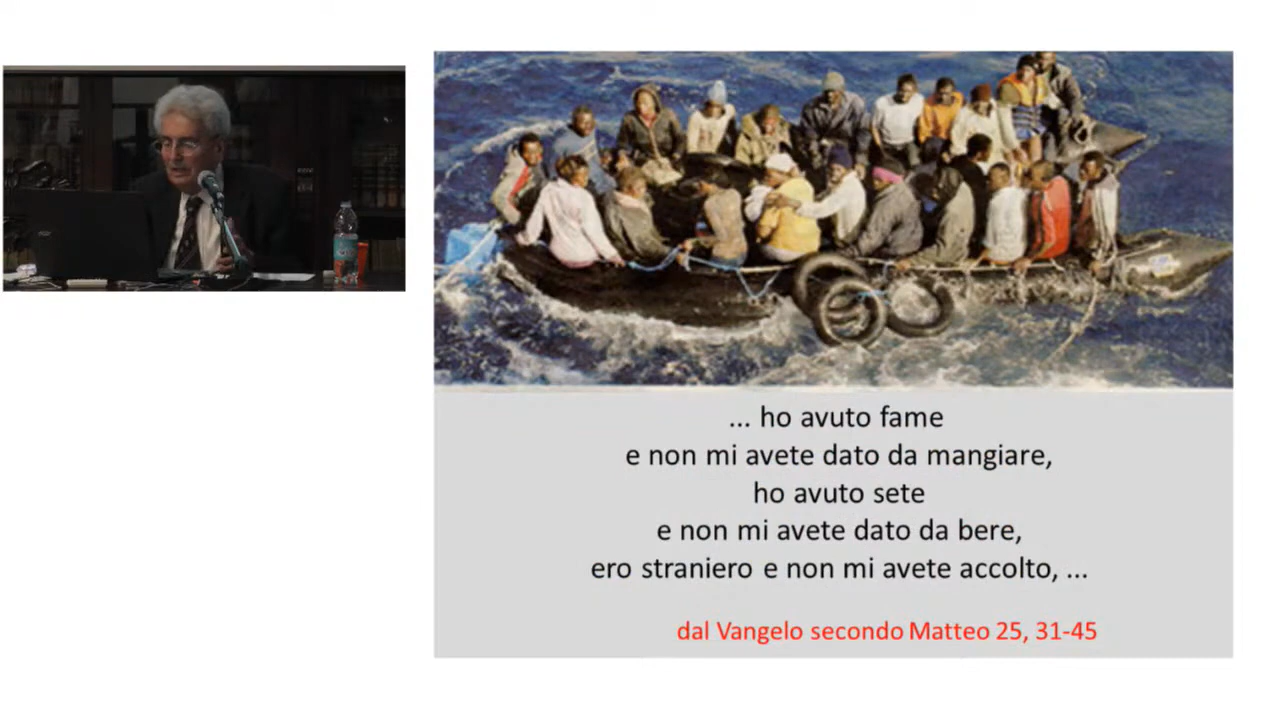 ... ho avuto fame
e non mi avete dato da mangiare,
ho avuto sete
e non mi avete dato da bere,
ero straniero e non mi avete accolto, ...
dal Vangelo secondo Matteo 25, 31-45